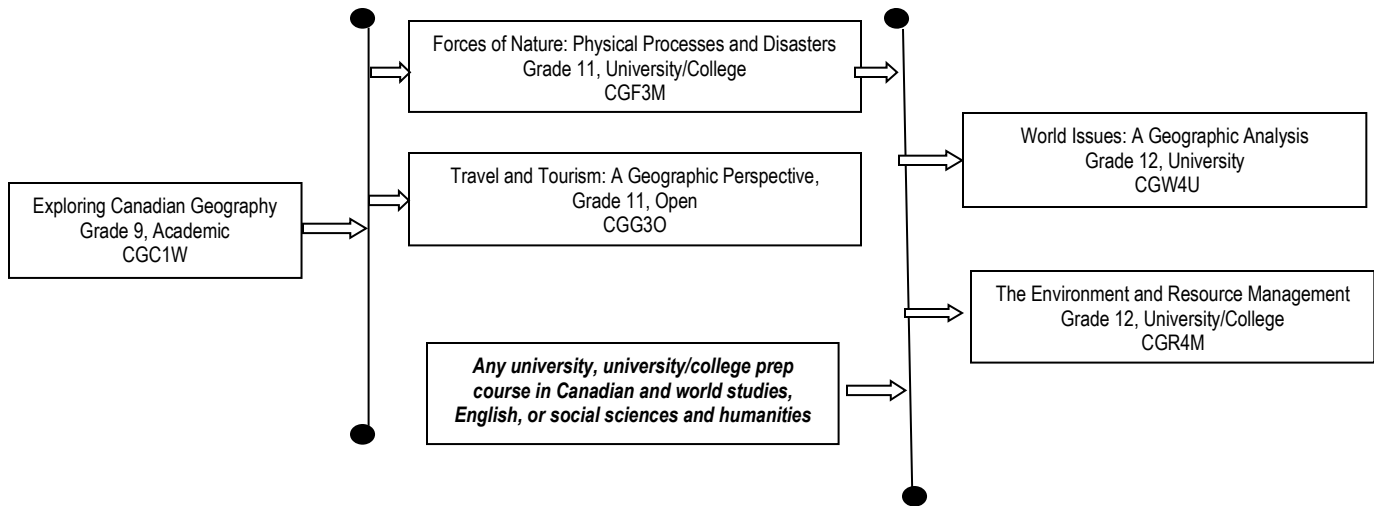 Exploring Canadian Geography
Grade 9, Academic
CGC1W
Forces of Nature: Physical Processes and Disasters
Grade 11, University/College
CGF3M
Travel and Tourism: A Geographic Perspective,
Grade 11, Open
CGG3O
Any university, university/college prep
course in Canadian and world studies,
English, or social sciences and humanities
World Issues: A Geographic Analysis
Grade 12, University
CGW4U
The Environment and Resource Management
Grade 12, University/College
CGR4M